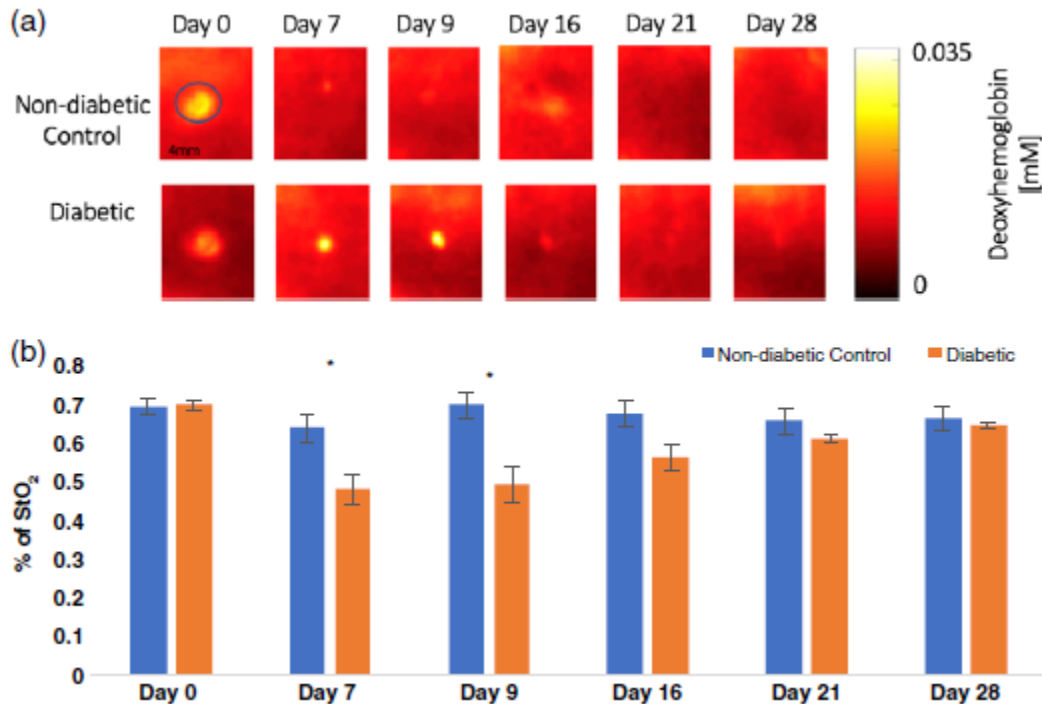 (a)
Day 0 Day 7 Day 9 Day 16 Day 21 Day 28
Non-diabetic
Control
4mm
Diabetic
0.035
0
Deoxyhemoglobin
[mM]
(b)
Non-diabetic Control Diabetic
* *
% of StO₂
0.8
0.7
0.6
0.5
0.4
0.3
0.2
0.1
0
Day 0 Day 7 Day 9 Day 16 Day 21 Day 28